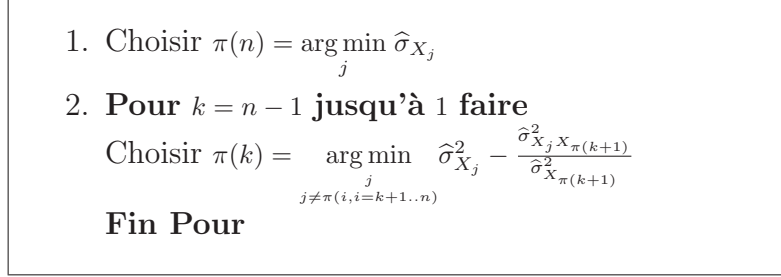 1. Choisir π(n) = arg min_j σ̂_{X_j}
2. Pour k = n − 1 jusqu'à 1 faire
Choisir π(k) = arg min_{j, j≠π(i,i=k+1..n)} σ̂²_{X_j} − σ̂²_{X_j X_{π(k+1)}} / σ̂²_{X_{π(k+1)}}
Fin Pour